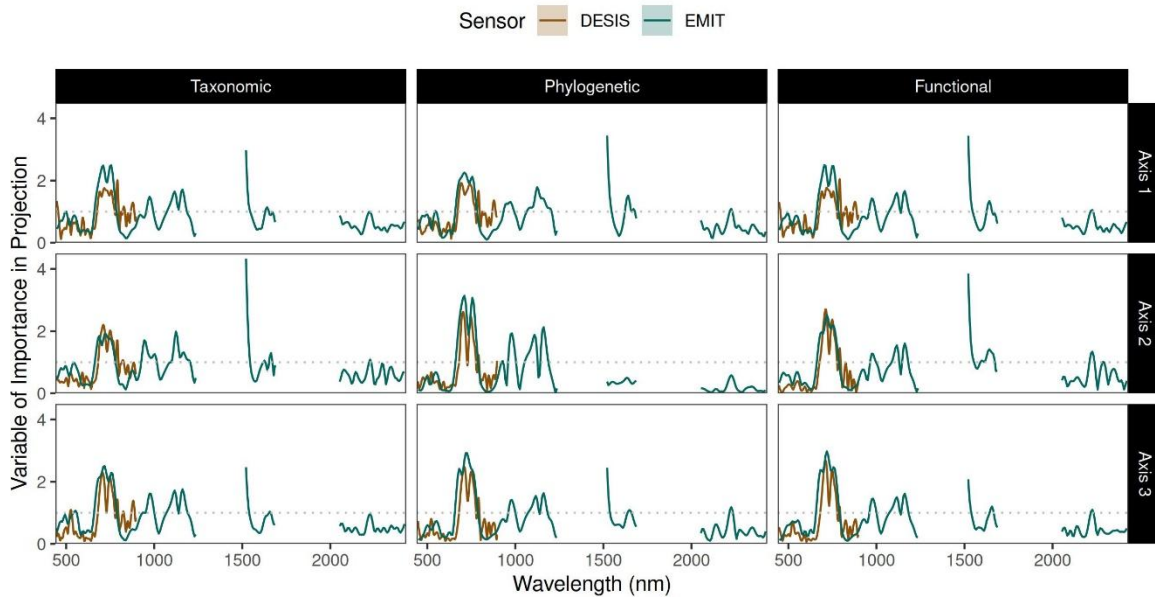 Sensor DESIS EMIT
Taxonomic Phylogenetic Functional
Variable of Importance in Projection
4
2
0
Axis 1
4
2
0
Axis 2
4
2
0
Axis 3
500 1000 1500 2000 500 1000 1500 2000 500 1000 1500 2000
Wavelength (nm)